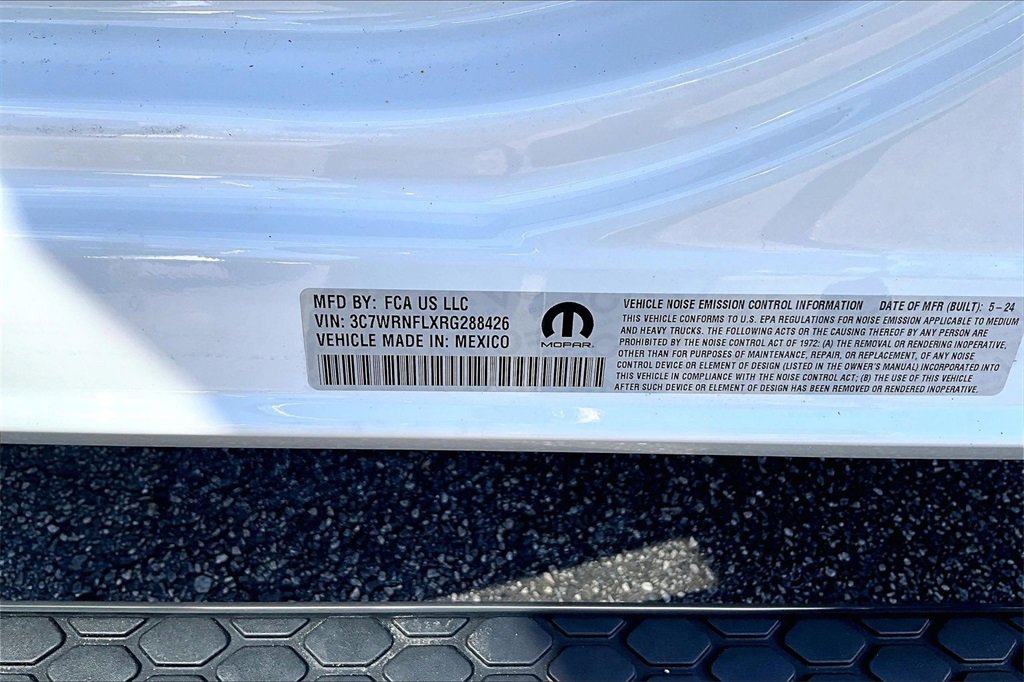 MFD BY: FCA US LLC
VIN: 3C7WRNFLXRG288426
VEHICLE MADE IN: MEXICO
MOPAR
VEHICLE NOISE EMISSION CONTROL INFORMATION DATE OF MFR (BUILT): 5-24
THIS VEHICLE CONFORMS TO U.S. EPA REGULATIONS FOR NOISE EMISSION APPLICABLE TO MEDIUM
AND HEAVY TRUCKS. THE FOLLOWING ACTS OR THE CAUSING THEREOF BY ANY PERSON ARE
PROHIBITED BY THE NOISE CONTROL ACT OF 1972: (A) THE REMOVAL OR RENDERING INOPERATIVE,
OTHER THAN FOR PURPOSES OF MAINTENANCE, REPAIR, OR REPLACEMENT, OF ANY NOISE
CONTROL DEVICE OR ELEMENT OF DESIGN (LISTED IN THE OWNER'S MANUAL) INCORPORATED INTO
THIS VEHICLE IN COMPLIANCE WITH THE NOISE CONTROL ACT; (B) THE USE OF THIS VEHICLE
AFTER SUCH DEVICE OR ELEMENT OF DESIGN HAS BEEN REMOVED OR RENDERED INOPERATIVE.